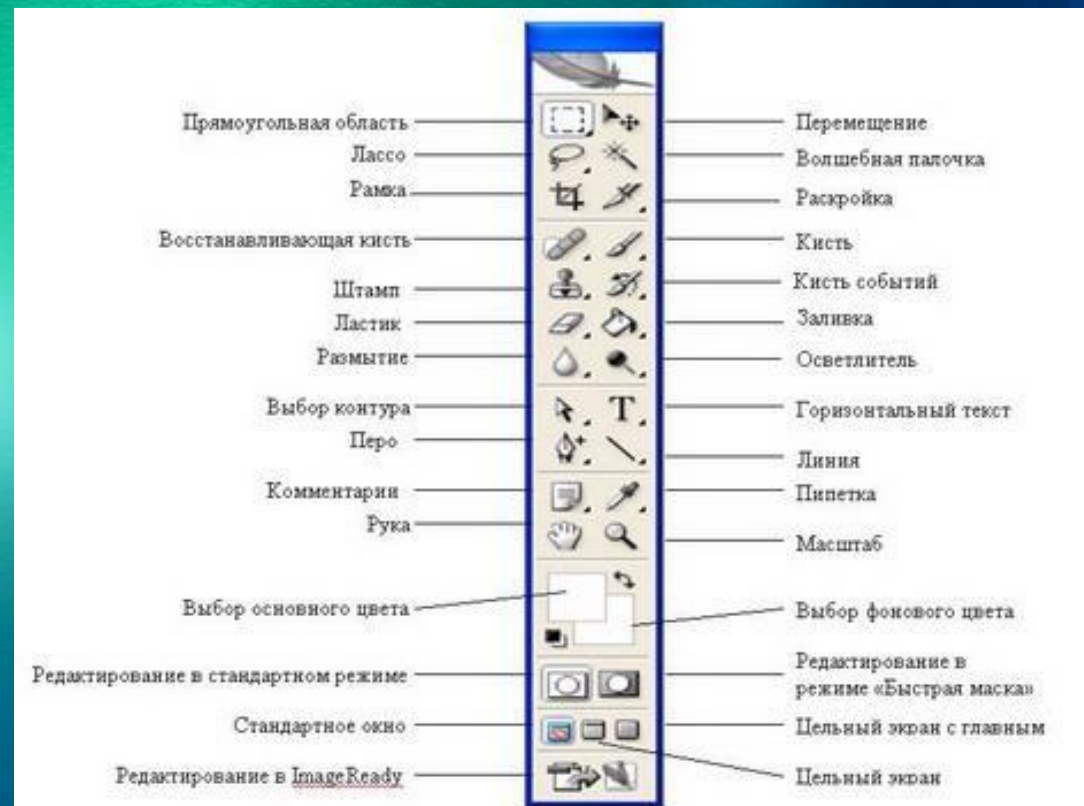 Прямоугольная область
Перемещение
Лассо
Волшебная палочка
Рамка
Раскройка
Восстанавливающая кисть
Кисть
Штамп
Кисть событий
Ластик
Заливка
Размытие
Осветлитель
Выбор контура
Горизонтальный текст
T
Перо
Линия
Комментарии
Пипетка
Рука
Масштаб
Выбор основного цвета
Выбор фонового цвета
Редактирование в стандартном режиме
Редактирование в
режиме «Быстрая маска»
Стандартное окно
Цельный экран с главным
Редактирование в ImageReady
Цельный экран